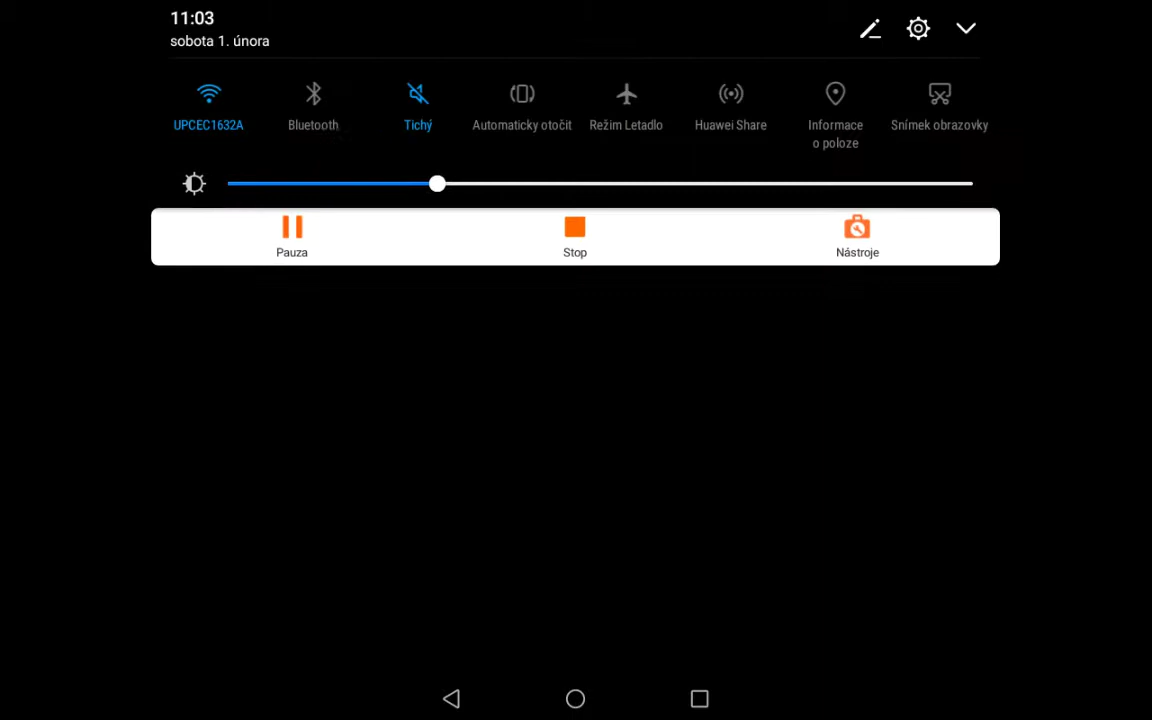 11:03
sobota 1. února
UPCEC1632A
Bluetooth
Tichý
Automaticky otočit
Režim Letadlo
Huawei Share
Informace
o poloze
Snímek obrazovky
Pauza
Stop
Nástroje